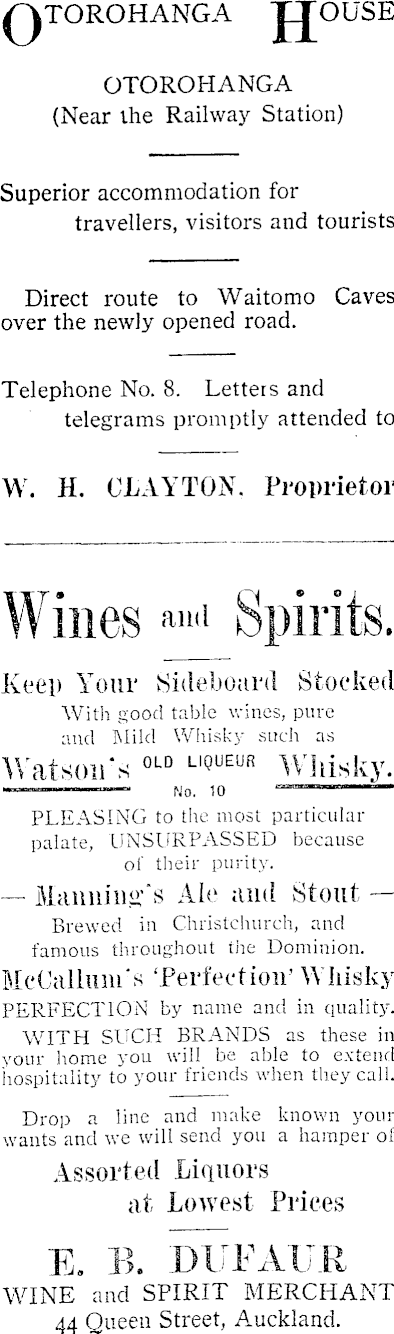 OTOROHANGA HOUSE
OTOROHANGA
(Near the Railway Station)
Superior accommodation for
travellers, visitors and tourists
Direct route to Waitomo Caves
over the newly opened road.
Telephone No. 8. Letters and
telegrams promptly attended to
W. H. CLAYTON. Proprietor
Wines and Spirits.
Keep Your Sideboard Stocked
With good table wines, pure
and Mild Whisky such as
Watson's OLD LIQUEUR Whisky.
No. 10
PLEASING to the most particular
palate, UNSURPASSED because
of their purity.
— Manning's Ale and Stout —
Brewed in Christchurch, and
famous throughout the Dominion.
McCallum's 'Perfection' Whisky
PERFECTION by name and in quality.
WITH SUCH BRANDS as these in
your home you will be able to extend
hospitality to your friends when they call.
Drop a line and make known your
wants and we will send you a hamper of
Assorted Liquors
at Lowest Prices
E. B. DUFAUR
WINE and SPIRIT MERCHANT
44 Queen Street, Auckland.